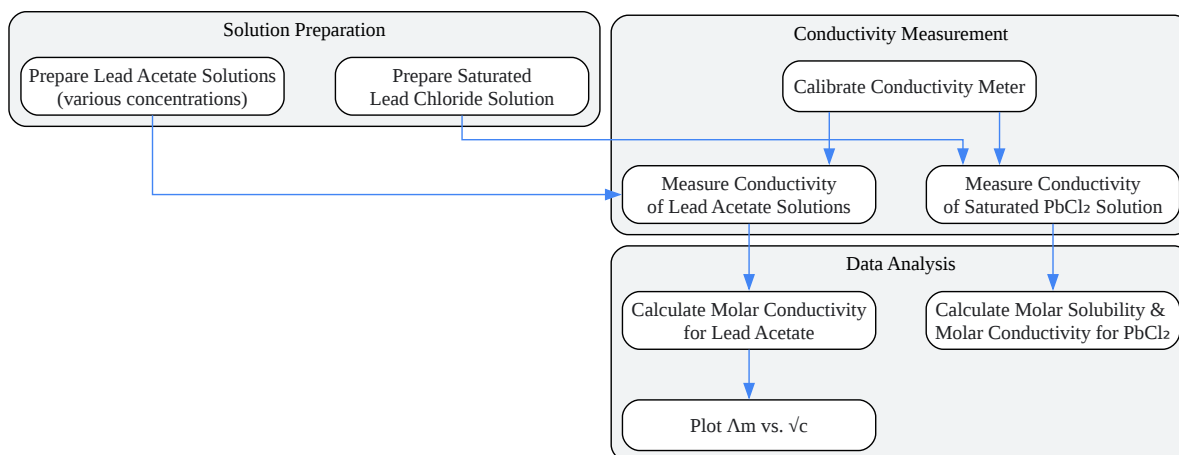 Solution Preparation
Prepare Lead Acetate Solutions
(various concentrations)
Prepare Saturated
Lead Chloride Solution
Conductivity Measurement
Calibrate Conductivity Meter
Measure Conductivity
of Lead Acetate Solutions
Measure Conductivity
of Saturated PbCl₂ Solution
Data Analysis
Calculate Molar Conductivity
for Lead Acetate
Calculate Molar Solubility &
Molar Conductivity for PbCl₂
Plot Λm vs. √c